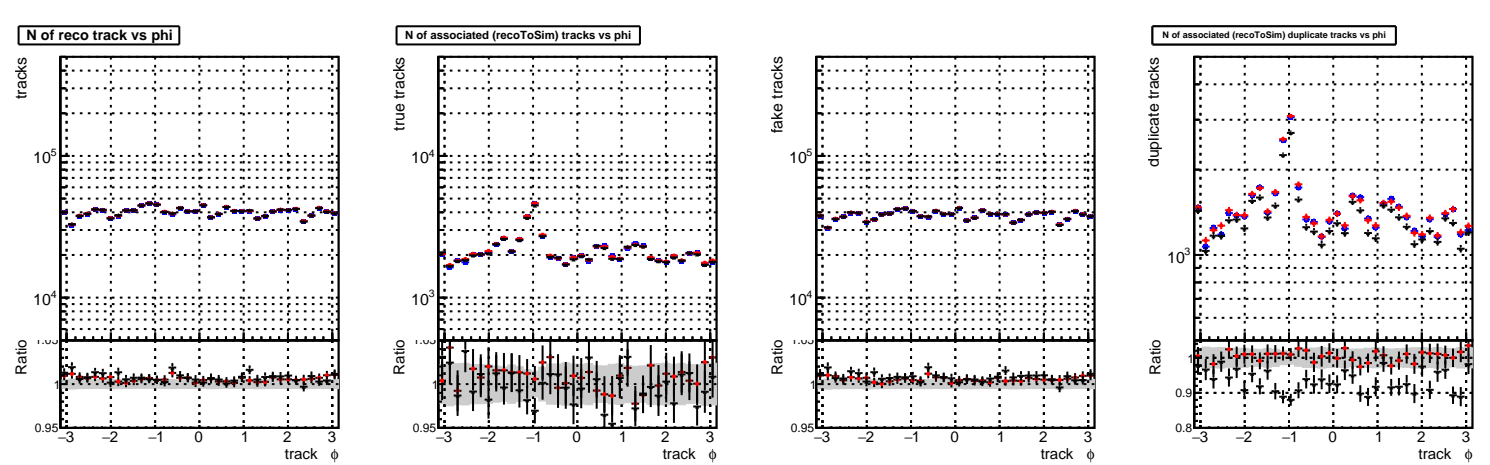 N of reco track vs phi
tracks
10^5
10^4
Ratio
1
0.95
−3 −2 −1 0 1 2 3
track φ
N of associated (recoToSim) tracks vs phi
true tracks
10^4
10^3
Ratio
1
0.95
−3 −2 −1 0 1 2 3
track φ
fake tracks
10^5
10^4
Ratio
1
0.95
−3 −2 −1 0 1 2 3
track φ
N of associated (recoToSim) duplicate tracks vs phi
duplicate tracks
10^3
Ratio
1
0.9
0.8
−3 −2 −1 0 1 2 3
track φ